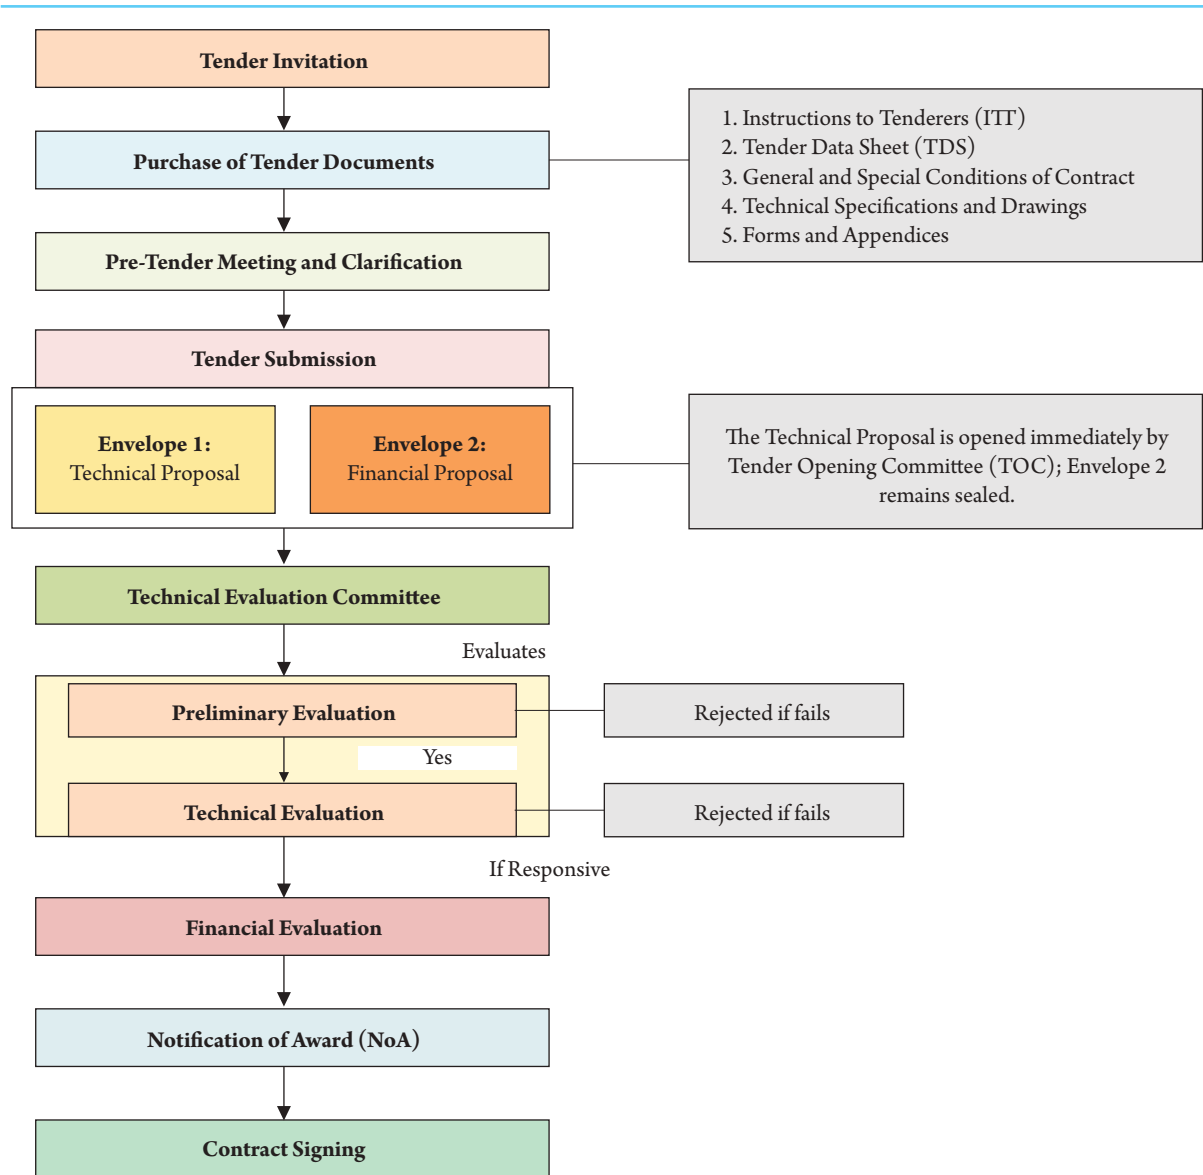 Tender Invitation
Purchase of Tender Documents
1. Instructions to Tenderers (ITT)
2. Tender Data Sheet (TDS)
3. General and Special Conditions of Contract
4. Technical Specifications and Drawings
5. Forms and Appendices
Pre-Tender Meeting and Clarification
Tender Submission
Envelope 1:
Technical Proposal
Envelope 2:
Financial Proposal
The Technical Proposal is opened immediately by
Tender Opening Committee (TOC); Envelope 2
remains sealed.
Technical Evaluation Committee
Evaluates
Preliminary Evaluation
Rejected if fails
Yes
Technical Evaluation
Rejected if fails
If Responsive
Financial Evaluation
Notification of Award (NoA)
Contract Signing